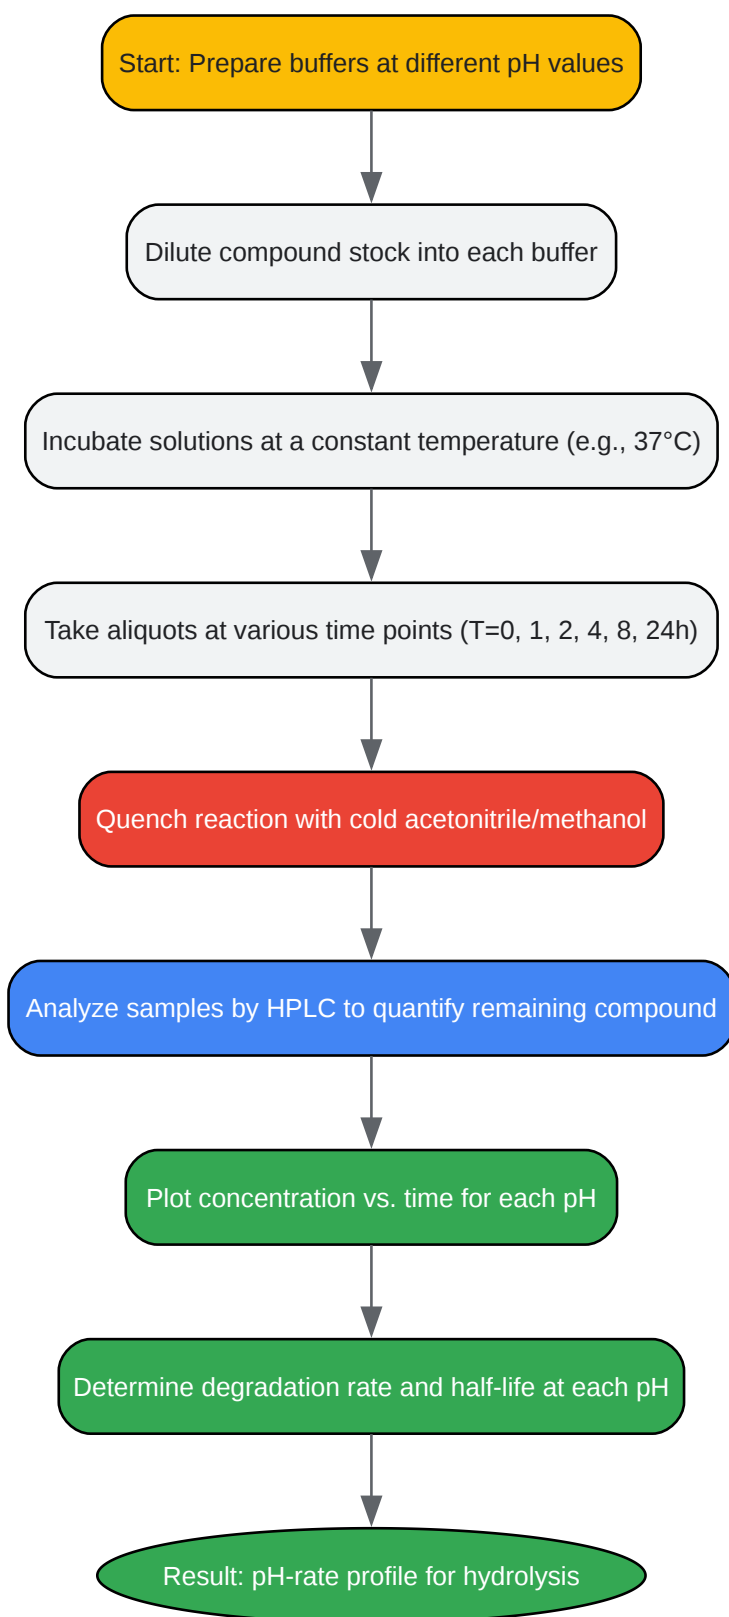 Start: Prepare buffers at different pH values
Dilute compound stock into each buffer
Incubate solutions at a constant temperature (e.g., 37°C)
Take aliquots at various time points (T=0, 1, 2, 4, 8, 24h)
Quench reaction with cold acetonitrile/methanol
Analyze samples by HPLC to quantify remaining compound
Plot concentration vs. time for each pH
Determine degradation rate and half-life at each pH
Result: pH-rate profile for hydrolysis